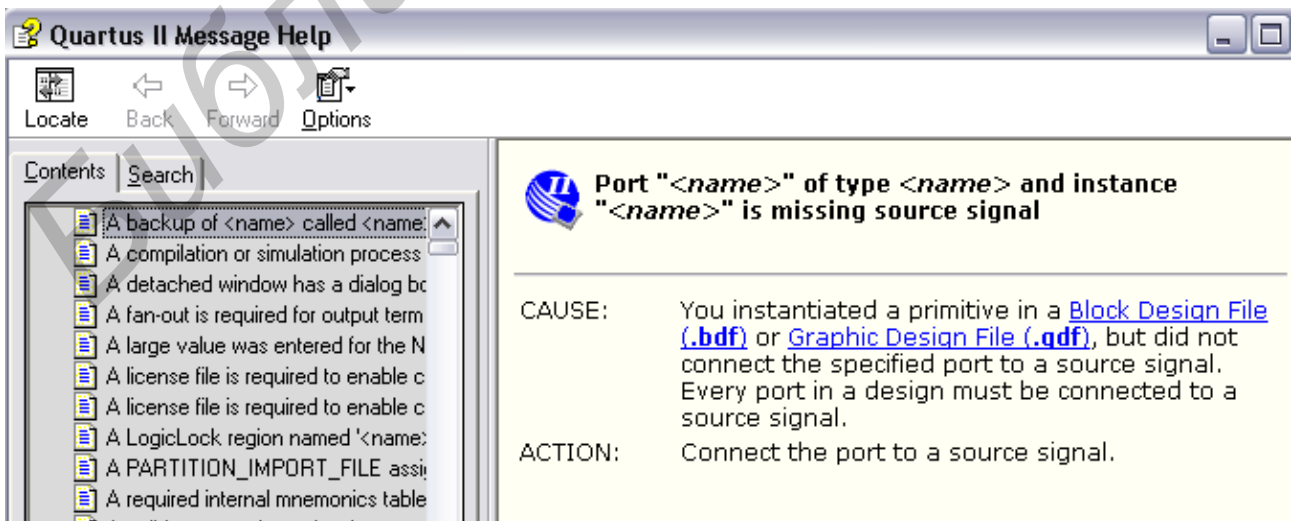 Quartus II Message Help
Locate Back Forward Options
Contents Search
A backup of <name> called <name
A compilation or simulation process
A detached window has a dialog bo
A fan-out is required for output term
A large value was entered for the N
A license file is required to enable c
A license file is required to enable c
A LogicLock region named '<name>
A PARTITION_IMPORT_FILE assig
A required internal mnemonics table
Port "<name>" of type <name> and instance
"<name>" is missing source signal
CAUSE: You instantiated a primitive in a Block Design File
(.bdf) or Graphic Design File (.gdf), but did not
connect the specified port to a source signal.
Every port in a design must be connected to a
source signal.
ACTION: Connect the port to a source signal.